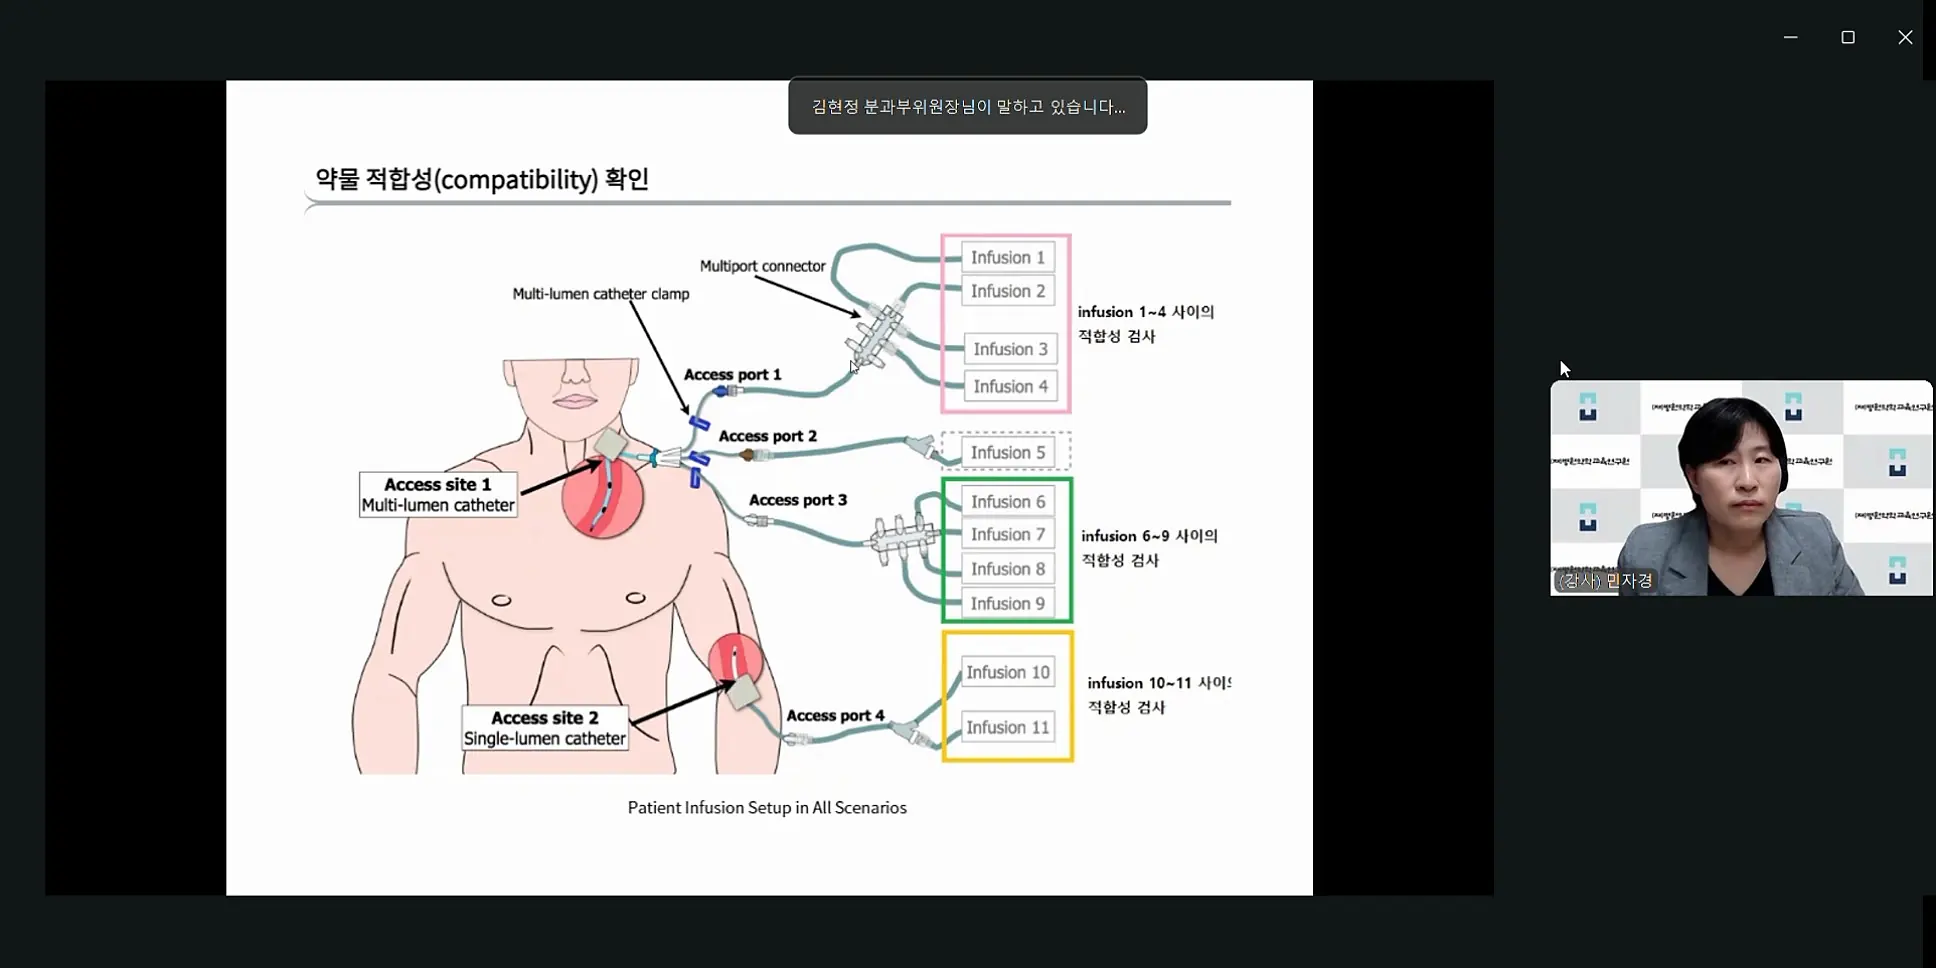 김현정 분과부위원장님이 말하고 있습니다...
약물 적합성(compatibility) 확인
Multiport connector
Multi-lumen catheter clamp
Infusion 1
Infusion 2
Infusion 3
Infusion 4
infusion 1~4 사이의
적합성 검사
Access port 1
Access port 2
Infusion 5
Access site 1
Multi-lumen catheter
Access port 3
Infusion 6
Infusion 7
Infusion 8
Infusion 9
infusion 6~9 사이의
적합성 검사
Access site 2
Single-lumen catheter
Access port 4
Infusion 10
Infusion 11
infusion 10~11 사이의
적합성 검사
Patient Infusion Setup in All Scenarios
(강사) 민자경